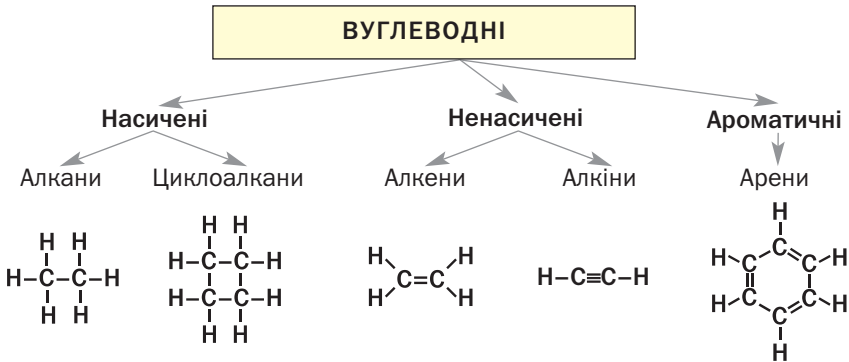 ВУГЛЕВОДНІ
Насичені Ненасичені Ароматичні
Алкани Циклоалкани Алкени Алкіни Арени
H H
H–C–C–H
H H
H H
H–C–C–H
H–C–C–H
H H
H H
C=C
H H
H–C≡C–H
H
H C H
C C
C C
H C H
H